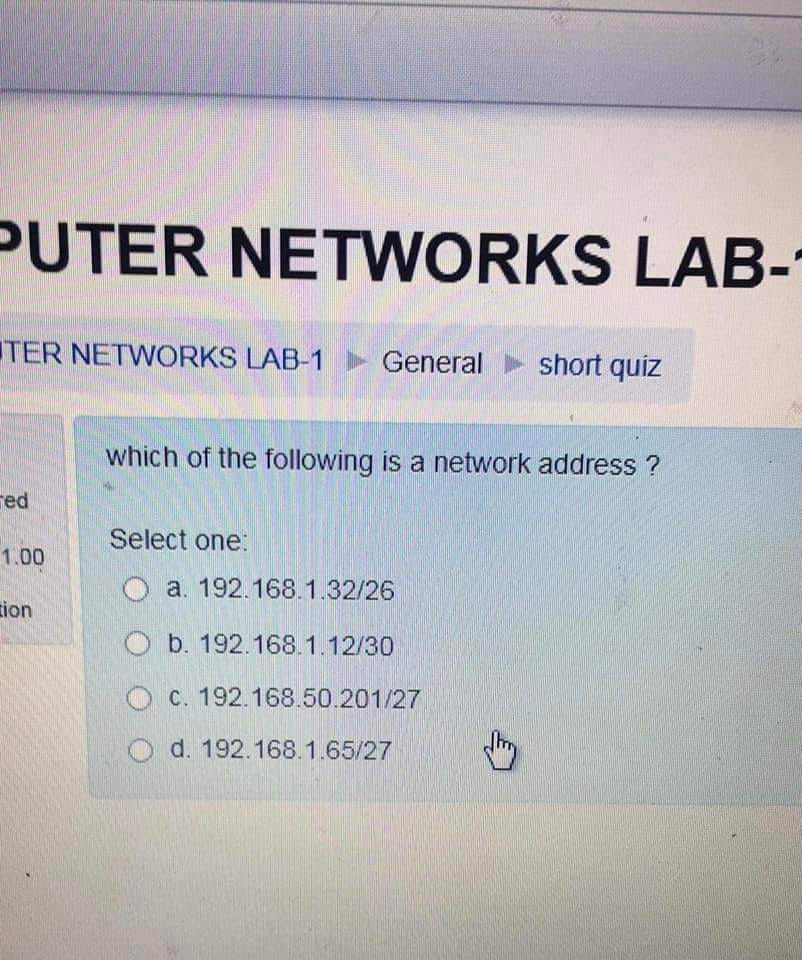 PUTER NETWORKS LAB-1
TER NETWORKS LAB-1 ▶ General ▶ short quiz
which of the following is a network address ?
red
Select one:
1.00
a. 192.168.1.32/26
tion
b. 192.168.1.12/30
c. 192.168.50.201/27
d. 192.168.1.65/27